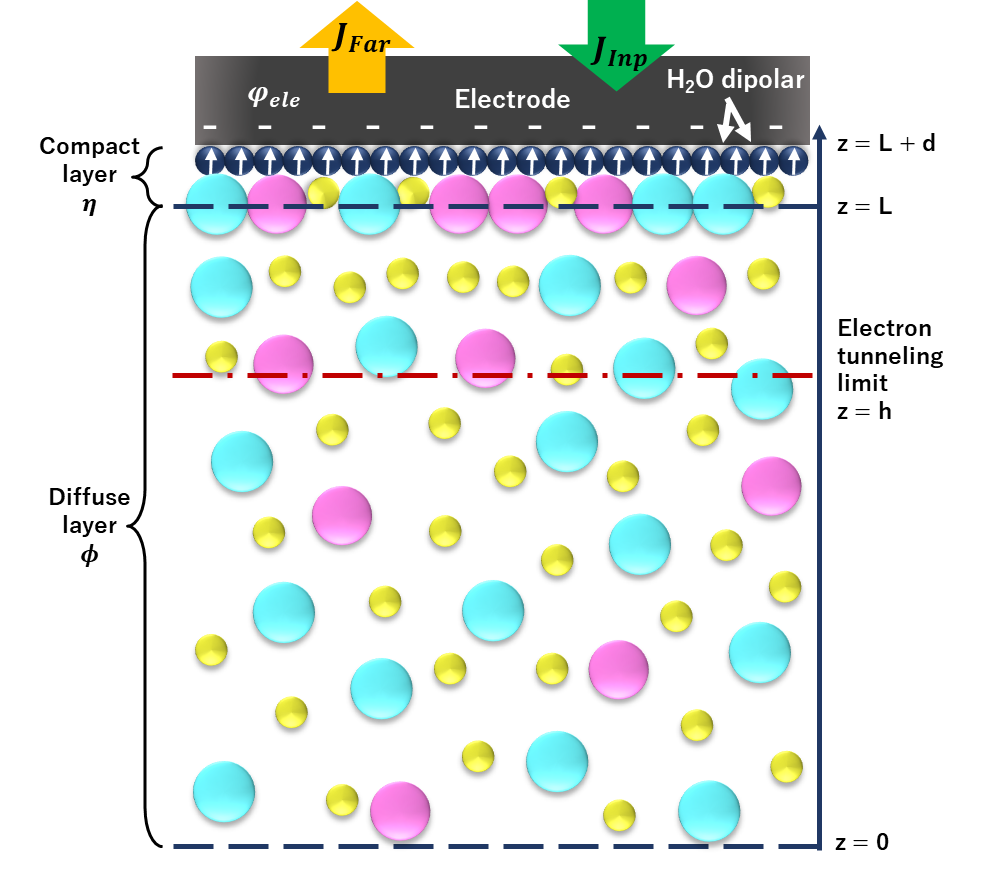 J_Far
J_Inp
φ_ele
Electrode
H₂O dipolar
− − − − − − − − − − −
Compact
layer
η
z = L + d
z = L
Electron
tunneling
limit
z = h
Diffuse
layer
ϕ
z = 0